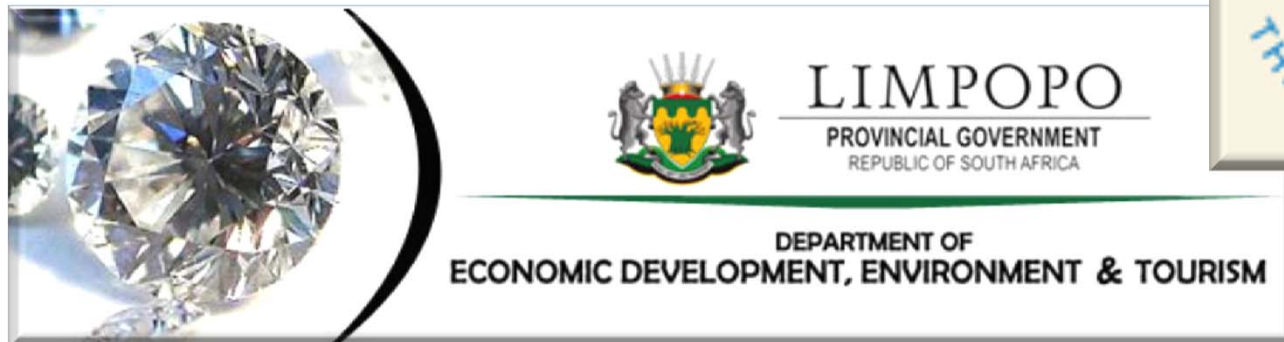 LIMPOPO
PROVINCIAL GOVERNMENT
REPUBLIC OF SOUTH AFRICA
DEPARTMENT OF
ECONOMIC DEVELOPMENT, ENVIRONMENT & TOURISM